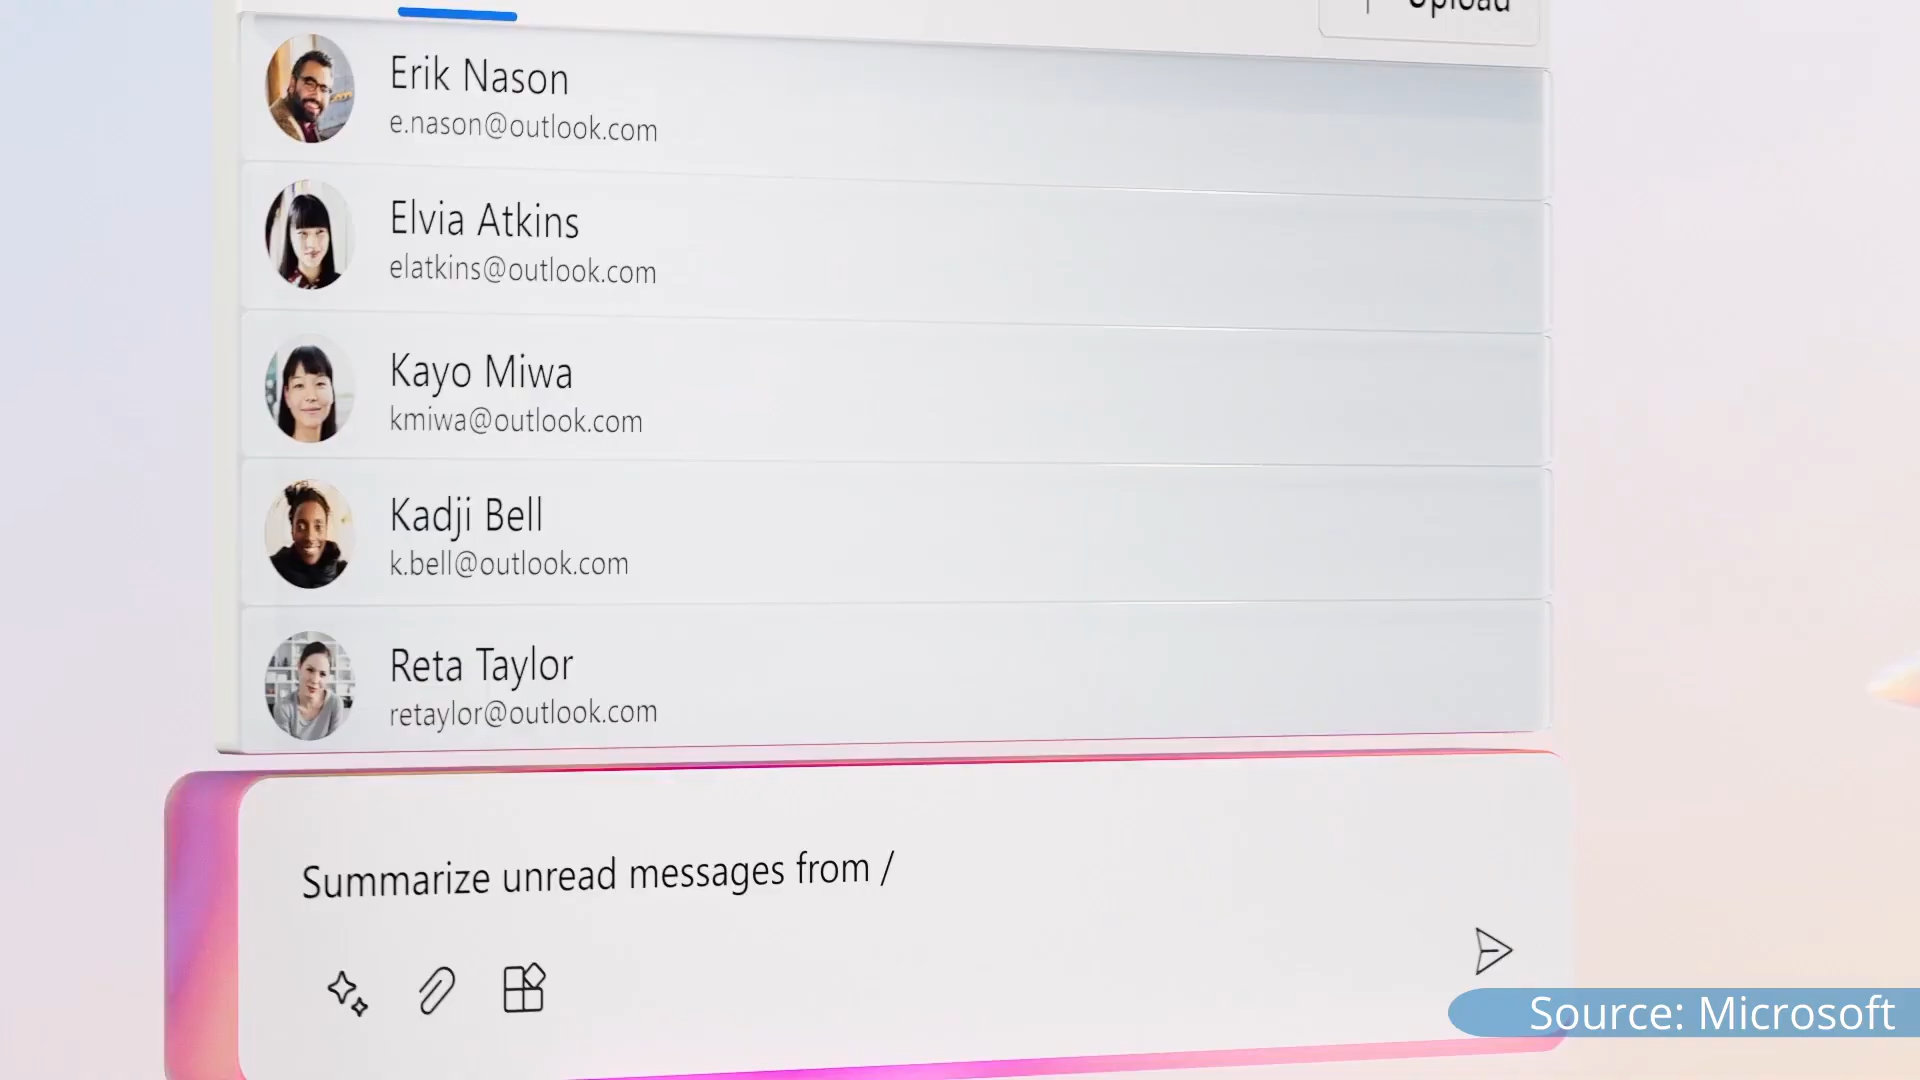 Upload
Erik Nason
e.nason@outlook.com
Elvia Atkins
elatkins@outlook.com
Kayo Miwa
kmiwa@outlook.com
Kadji Bell
k.bell@outlook.com
Reta Taylor
retaylor@outlook.com
Summarize unread messages from /
Source: Microsoft